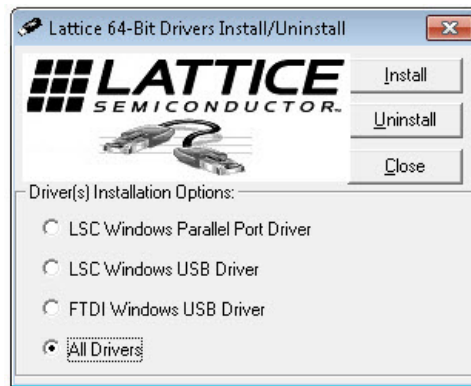 Lattice 64-Bit Drivers Install/Uninstall
LATTICE
SEMICONDUCTOR™
Install
Uninstall
Close
Driver(s) Installation Options:
LSC Windows Parallel Port Driver
LSC Windows USB Driver
FTDI Windows USB Driver
All Drivers